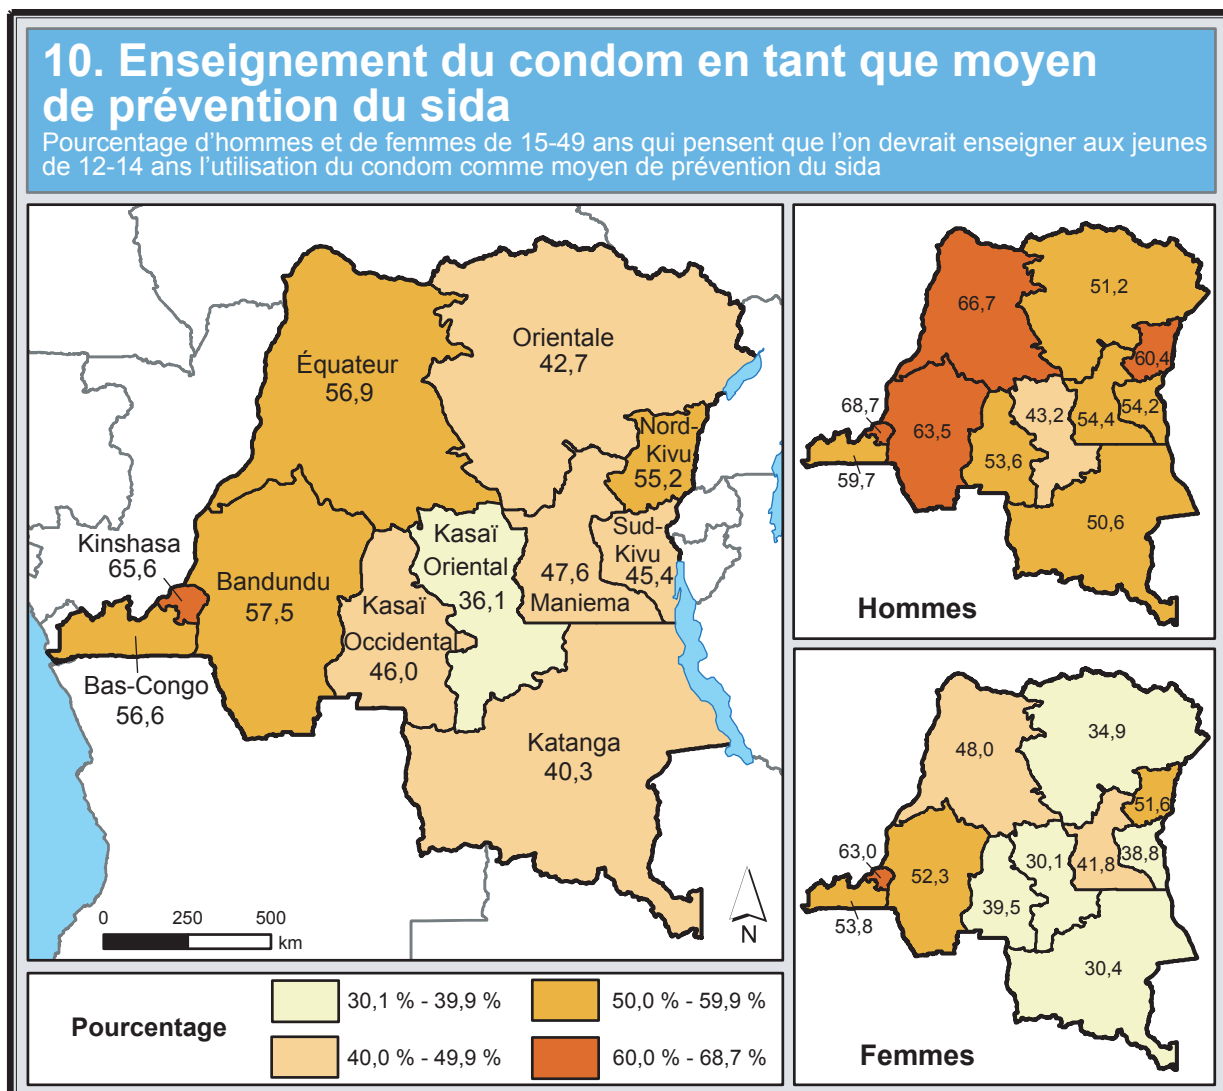 10. Enseignement du condom en tant que moyen
de prévention du sida
Pourcentage d’hommes et de femmes de 15-49 ans qui pensent que l’on devrait enseigner aux jeunes
de 12-14 ans l’utilisation du condom comme moyen de prévention du sida
Orientale
42,7
Équateur
56,9
Nord-
Kivu
55,2
Kasaï
Oriental
36,1
Sud-
Kivu
45,4
47,6
Maniema
Kinshasa
65,6
Bandundu
57,5
Kasaï
Occidental
46,0
Bas-Congo
56,6
Katanga
40,3
0 250 500
km
N
66,7
51,2
60,4
68,7
63,5
43,2
54,4
54,2
53,6
59,7
50,6
Hommes
48,0
34,9
51,6
63,0
52,3
30,1
41,8
38,8
39,5
53,8
30,4
Femmes
Pourcentage
30,1 % - 39,9 %
50,0 % - 59,9 %
40,0 % - 49,9 %
60,0 % - 68,7 %